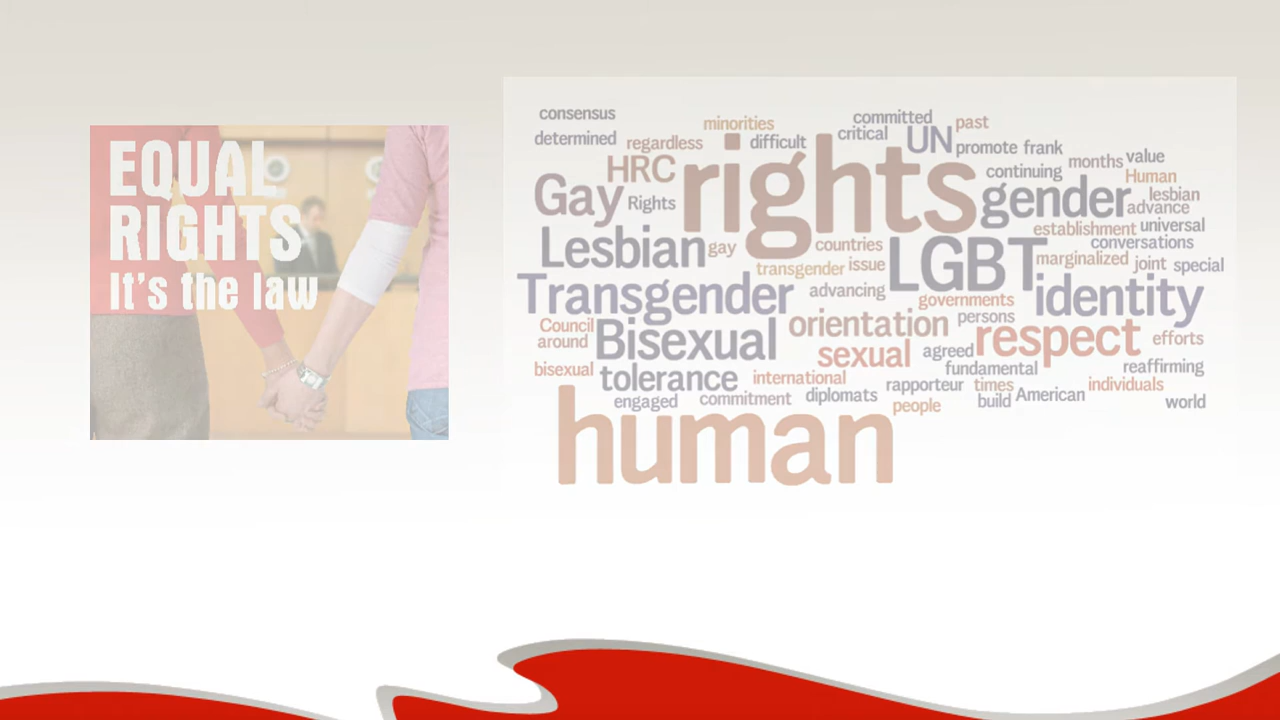 EQUAL
RIGHTS
It's the law
consensus
minorities
committed
past
determined
regardless
difficult
critical
UN
promote frank
HRC
rights
continuing
months value
Human
Gay
Rights
gender
lesbian
advance
establishment universal
Lesbian
gay
countries
LGBT
conversations
transgender issue
marginalized joint special
Transgender
advancing
governments
identity
persons
Council
around
Bisexual
orientation
respect
efforts
sexual
agreed
bisexual
tolerance
international
fundamental
reaffirming
rapporteur times
individuals
engaged
commitment
diplomats
people
build American
world
human